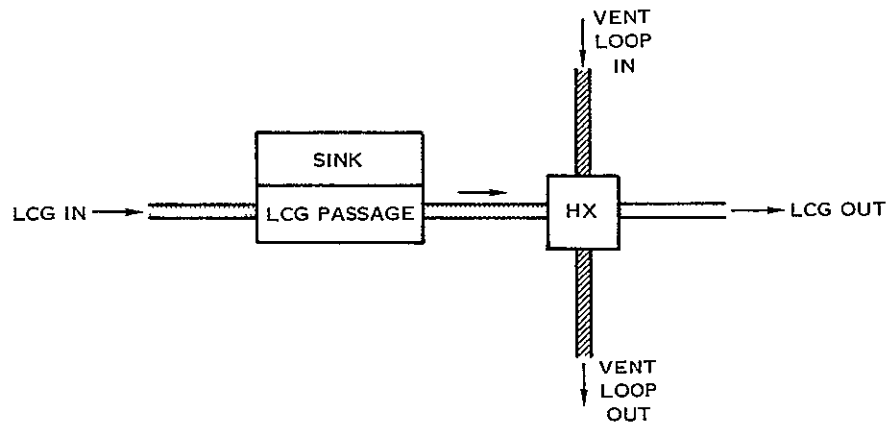 VENT
LOOP
IN
SINK
LCG IN
LCG PASSAGE
HX
LCG OUT
VENT
LOOP
OUT